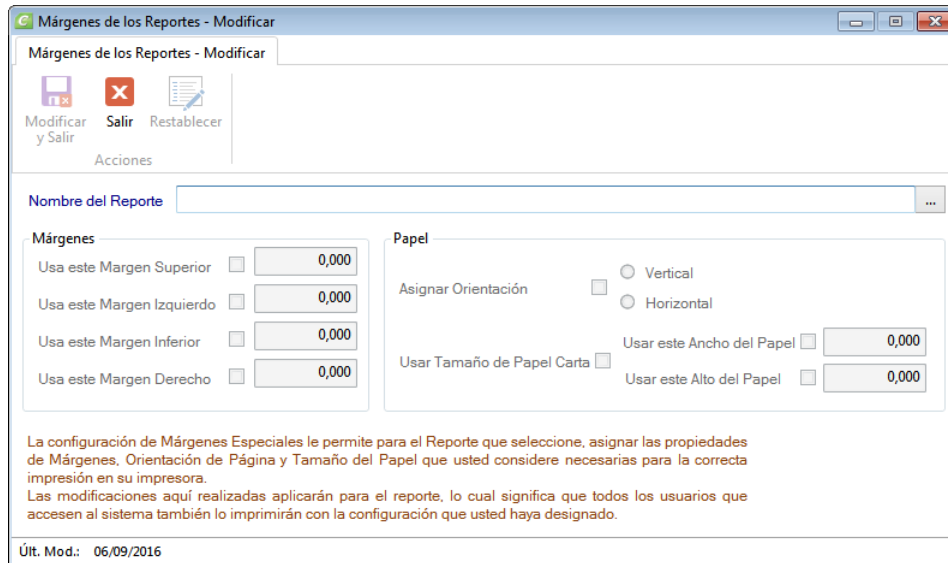 Márgenes de los Reportes - Modificar
Márgenes de los Reportes - Modificar
Modificar y Salir
Salir
Restablecer
Acciones
Nombre del Reporte
...
Márgenes
Usa este Margen Superior 0,000
Usa este Margen Izquierdo 0,000
Usa este Margen Inferior 0,000
Usa este Margen Derecho 0,000
Papel
Asignar Orientación
Vertical
Horizontal
Usar Tamaño de Papel Carta
Usar este Ancho del Papel 0,000
Usar este Alto del Papel 0,000
La configuración de Márgenes Especiales le permite para el Reporte que seleccione, asignar las propiedades
de Márgenes, Orientación de Página y Tamaño del Papel que usted considere necesarias para la correcta
impresión en su impresora.
Las modificaciones aquí realizadas aplicarán para el reporte, lo cual significa que todos los usuarios que
accesen al sistema también lo imprimirán con la configuración que usted haya designado.
Últ. Mod.: 06/09/2016